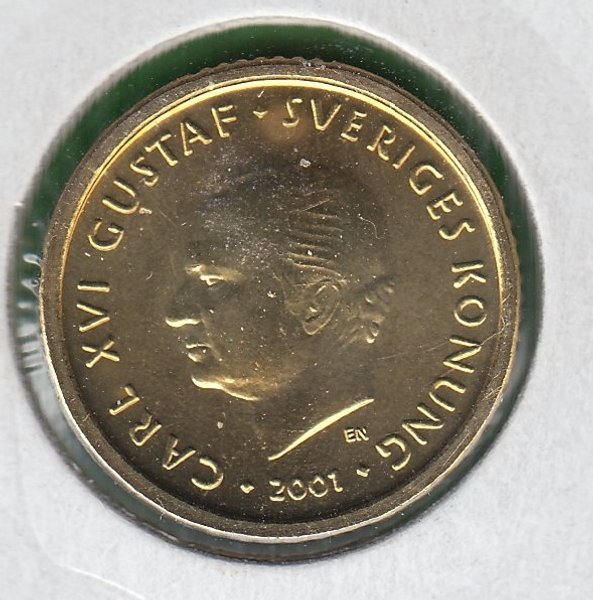 CARL XVI GUSTAF · SVERIGES KONUNG · 2001 ·
EN